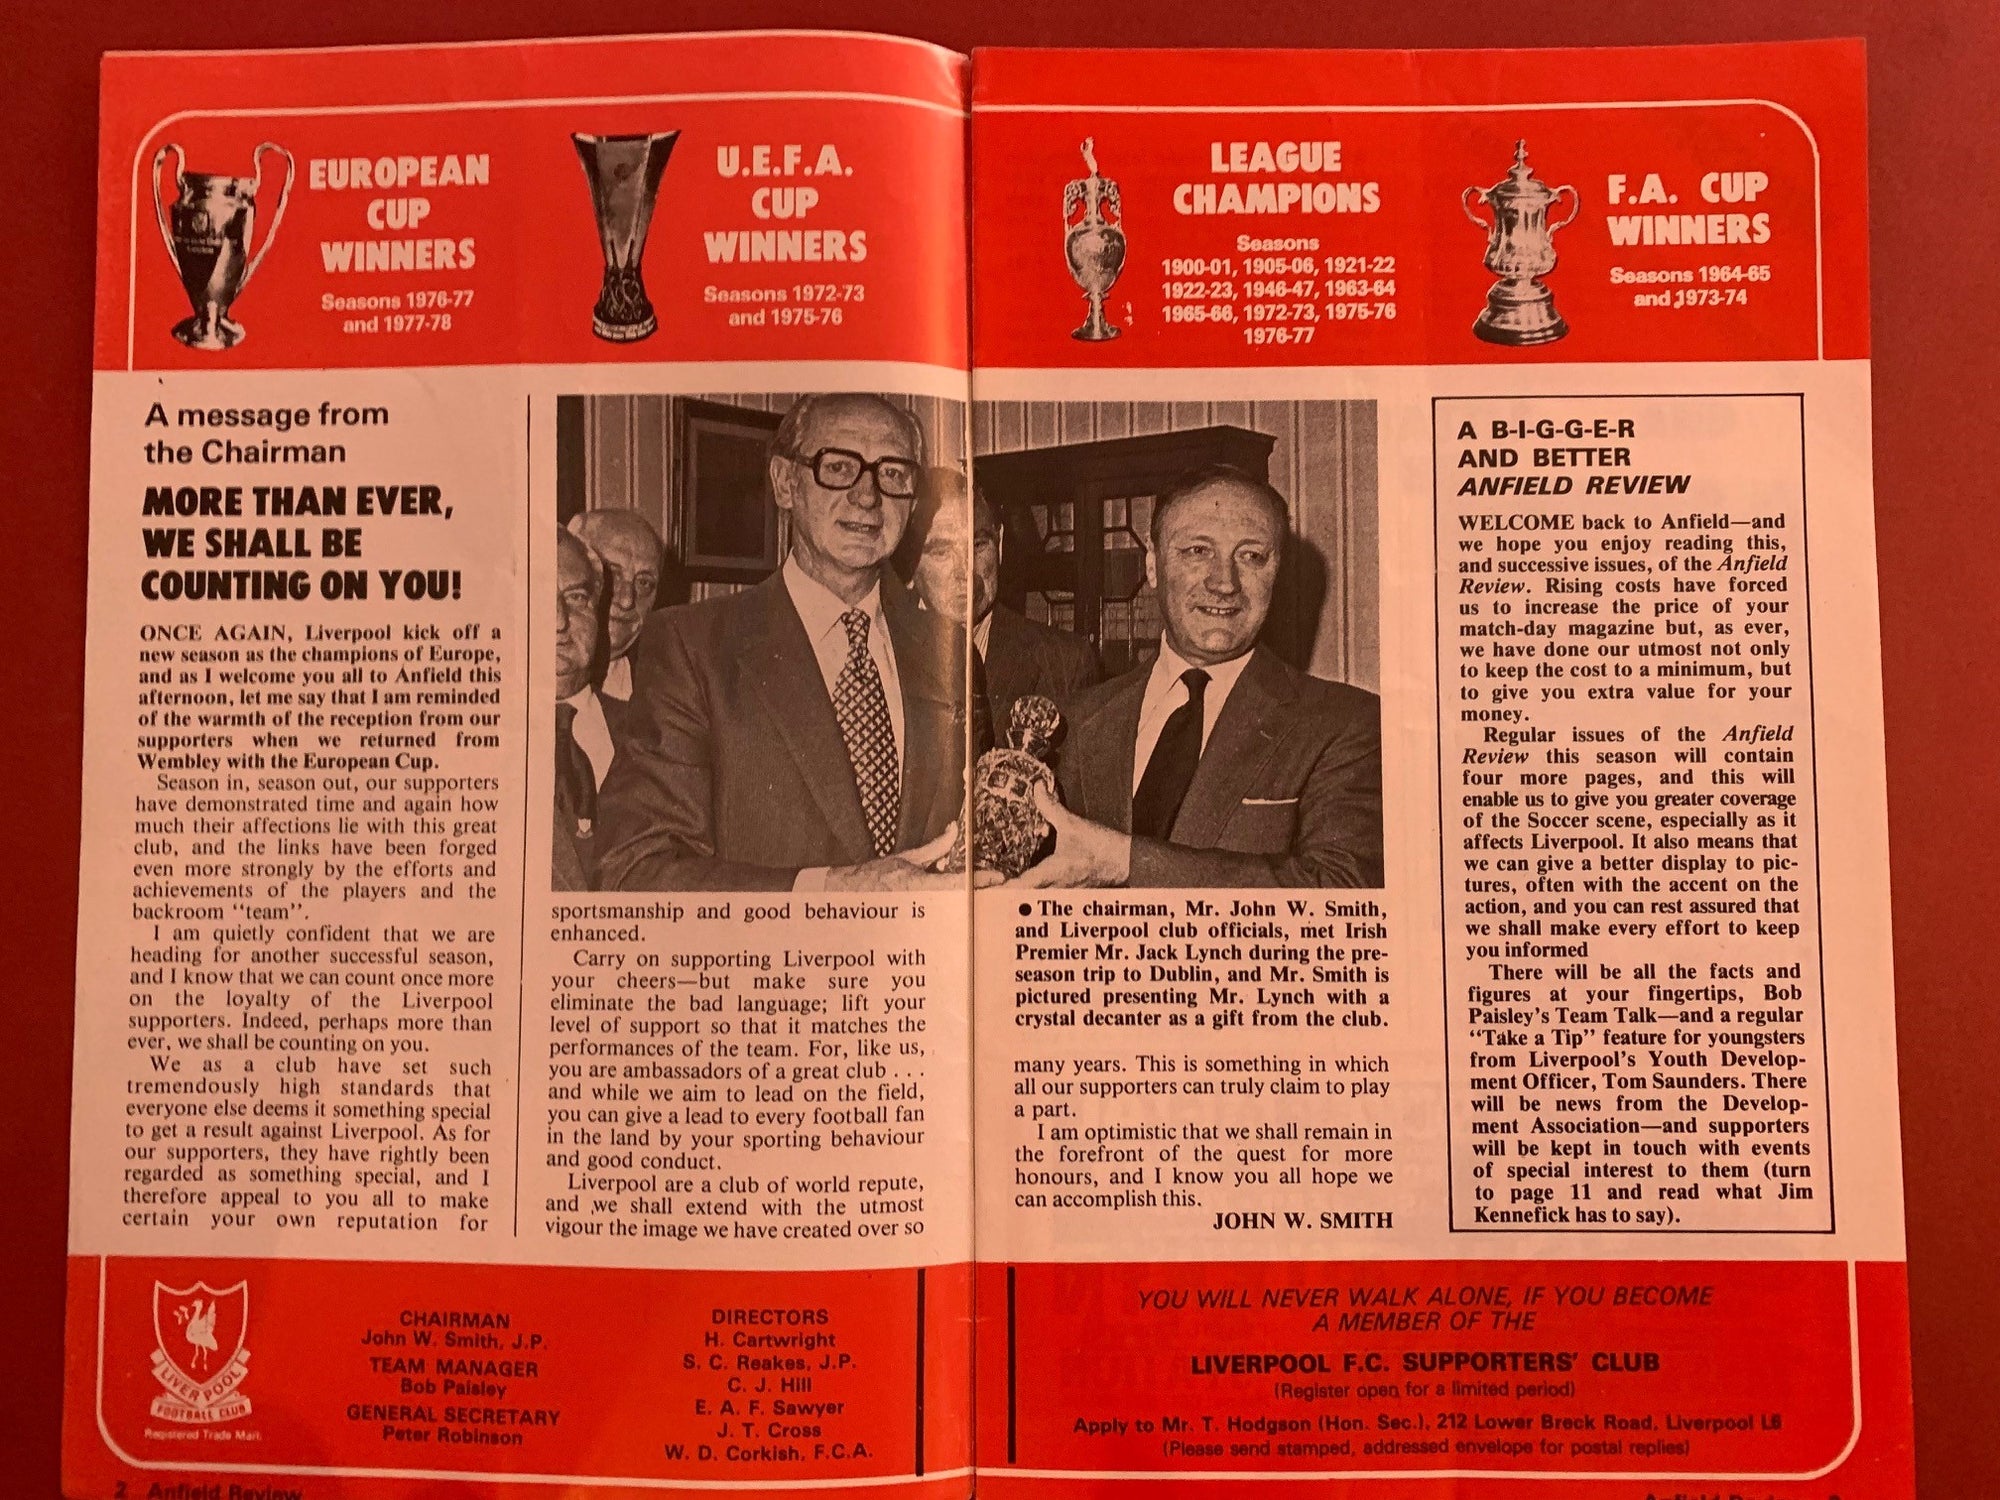 EUROPEAN
CUP
WINNERS
Seasons 1976-77
and 1977-78
U.E.F.A.
CUP
WINNERS
Seasons 1972-73
and 1975-76
LEAGUE
CHAMPIONS
Seasons
1900-01, 1905-06, 1921-22
1922-23, 1946-47, 1963-64
1965-66, 1972-73, 1975-76
1976-77
F.A. CUP
WINNERS
Seasons 1964-65
and 1973-74
A message from
the Chairman
MORE THAN EVER,
WE SHALL BE
COUNTING ON YOU!
ONCE AGAIN, Liverpool kick off a
new season as the champions of Europe,
and as I welcome you all to Anfield this
afternoon, let me say that I am reminded
of the warmth of the reception from our
supporters when we returned from
Wembley with the European Cup.
Season in, season out, our supporters
have demonstrated time and again how
much their affections lie with this great
club, and the links have been forged
even more strongly by the efforts and
achievements of the players and the
backroom "team".
I am quietly confident that we are
heading for another successful season,
and I know that we can count once more
on the loyalty of the Liverpool
supporters. Indeed, perhaps more than
ever, we shall be counting on you.
We as a club have set such
tremendously high standards that
everyone else deems it something special
to get a result against Liverpool. As for
our supporters, they have rightly been
regarded as something special, and I
therefore appeal to you all to make
certain your own reputation for
sportsmanship and good behaviour is
enhanced.
Carry on supporting Liverpool with
your cheers—but make sure you
eliminate the bad language; lift your
level of support so that it matches the
performances of the team. For, like us,
you are ambassadors of a great club . . .
and while we aim to lead on the field,
you can give a lead to every football fan
in the land by your sporting behaviour
and good conduct.
Liverpool are a club of world repute,
and we shall extend with the utmost
vigour the image we have created over so
● The chairman, Mr. John W. Smith,
and Liverpool club officials, met Irish
Premier Mr. Jack Lynch during the pre-
season trip to Dublin, and Mr. Smith is
pictured presenting Mr. Lynch with a
crystal decanter as a gift from the club.
many years. This is something in which
all our supporters can truly claim to play
a part.
I am optimistic that we shall remain in
the forefront of the quest for more
honours, and I know you all hope we
can accomplish this.
JOHN W. SMITH
A B-I-G-G-E-R
AND BETTER
ANFIELD REVIEW
WELCOME back to Anfield—and
we hope you enjoy reading this,
and successive issues, of the Anfield
Review. Rising costs have forced
us to increase the price of your
match-day magazine but, as ever,
we have done our utmost not only
to keep the cost to a minimum, but
to give you extra value for your
money.
Regular issues of the Anfield
Review this season will contain
four more pages, and this will
enable us to give you greater coverage
of the Soccer scene, especially as it
affects Liverpool. It also means that
we can give a better display to pic-
tures, often with the accent on the
action, and you can rest assured that
we shall make every effort to keep
you informed
There will be all the facts and
figures at your fingertips, Bob
Paisley's Team Talk—and a regular
"Take a Tip" feature for youngsters
from Liverpool's Youth Develop-
ment Officer, Tom Saunders. There
will be news from the Develop-
ment Association—and supporters
will be kept in touch with events
of special interest to them (turn
to page 11 and read what Jim
Kennefick has to say).
LIVERPOOL
FOOTBALL CLUB
Registered Trade Mark
CHAIRMAN
John W. Smith, J.P.
TEAM MANAGER
Bob Paisley
GENERAL SECRETARY
Peter Robinson
DIRECTORS
H. Cartwright
S. C. Reakes, J.P.
C. J. Hill
E. A. F. Sawyer
J. T. Cross
W. D. Corkish, F.C.A.
YOU WILL NEVER WALK ALONE, IF YOU BECOME
A MEMBER OF THE
LIVERPOOL F.C. SUPPORTERS' CLUB
(Register open for a limited period)
Apply to Mr. T. Hodgson (Hon. Sec.), 212 Lower Breck Road, Liverpool L6
(Please send stamped, addressed envelope for postal replies)
2 Anfield Review